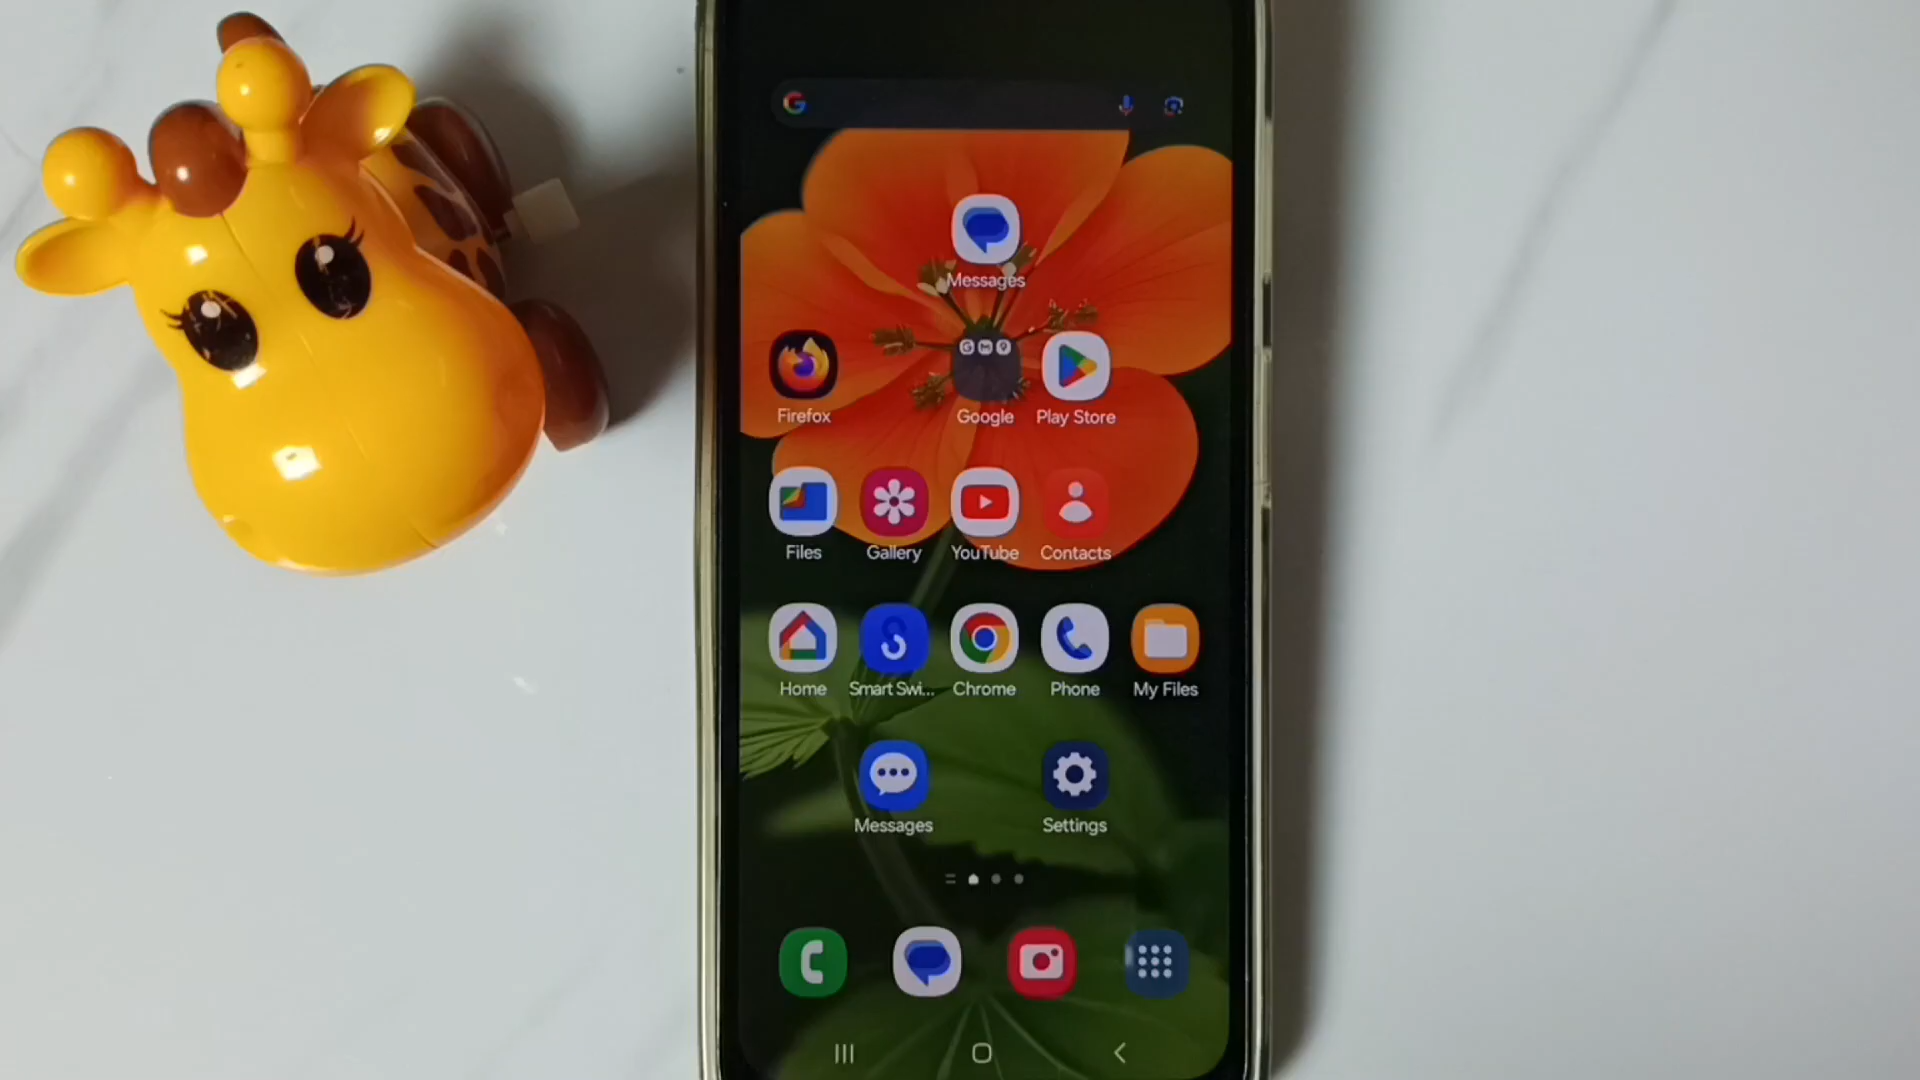 Messages
Firefox
Google
Play Store
Files
Gallery
YouTube
Contacts
Home
Smart Swi...
Chrome
Phone
My Files
Messages
Settings